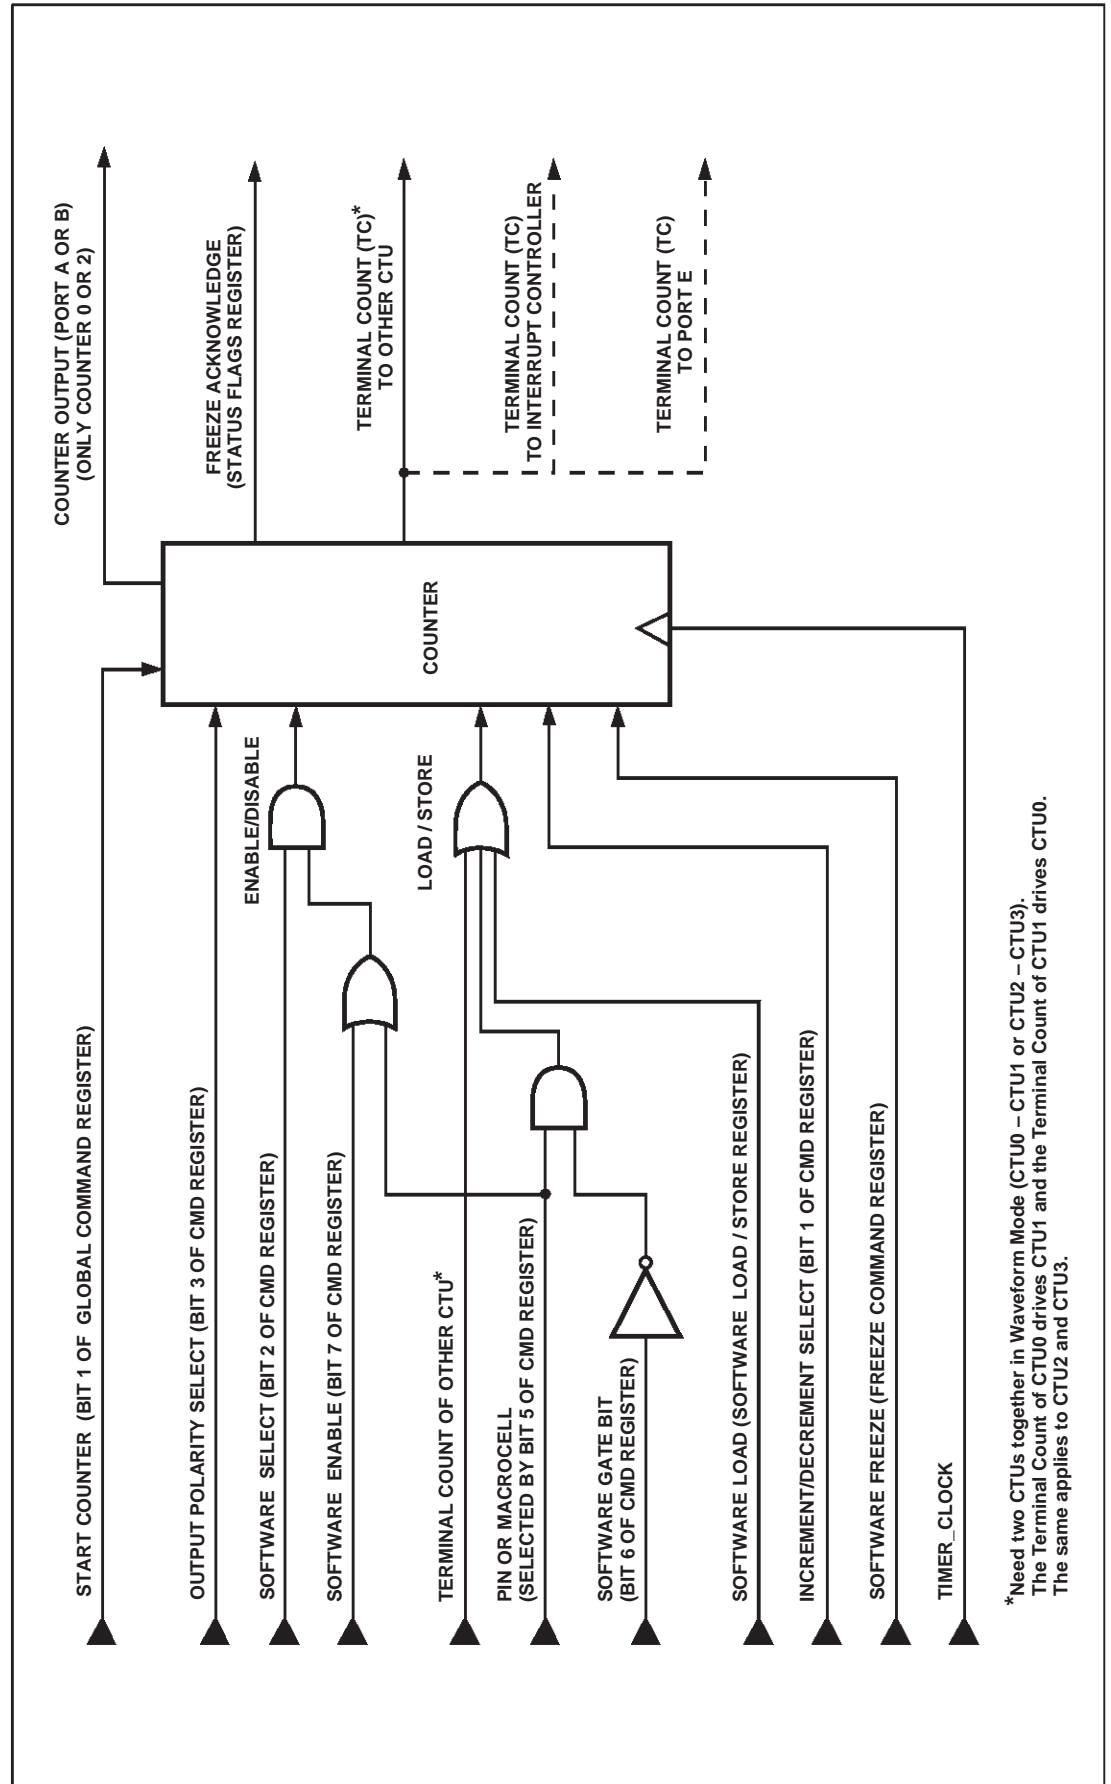 START COUNTER (BIT 1 OF GLOBAL COMMAND REGISTER)
OUTPUT POLARITY SELECT (BIT 3 OF CMD REGISTER)
SOFTWARE SELECT (BIT 2 OF CMD REGISTER)
SOFTWARE ENABLE (BIT 7 OF CMD REGISTER)
TERMINAL COUNT OF OTHER CTU*
PIN OR MACROCELL
(SELECTED BY BIT 5 OF CMD REGISTER)
SOFTWARE GATE BIT
(BIT 6 OF CMD REGISTER)
SOFTWARE LOAD (SOFTWARE LOAD / STORE REGISTER)
INCREMENT/DECREMENT SELECT (BIT 1 OF CMD REGISTER)
SOFTWARE FREEZE (FREEZE COMMAND REGISTER)
TIMER_CLOCK
ENABLE/DISABLE
LOAD / STORE
COUNTER
COUNTER OUTPUT (PORT A OR B)
(ONLY COUNTER 0 OR 2)
FREEZE ACKNOWLEDGE
(STATUS FLAGS REGISTER)
TERMINAL COUNT (TC)*
TO OTHER CTU
TERMINAL COUNT (TC)
TO INTERRUPT CONTROLLER
TERMINAL COUNT (TC)
TO PORT E
*Need two CTUs together in Waveform Mode (CTU0 – CTU1 or CTU2 – CTU3).
The Terminal Count of CTU0 drives CTU1 and the Terminal Count of CTU1 drives CTU0.
The same applies to CTU2 and CTU3.